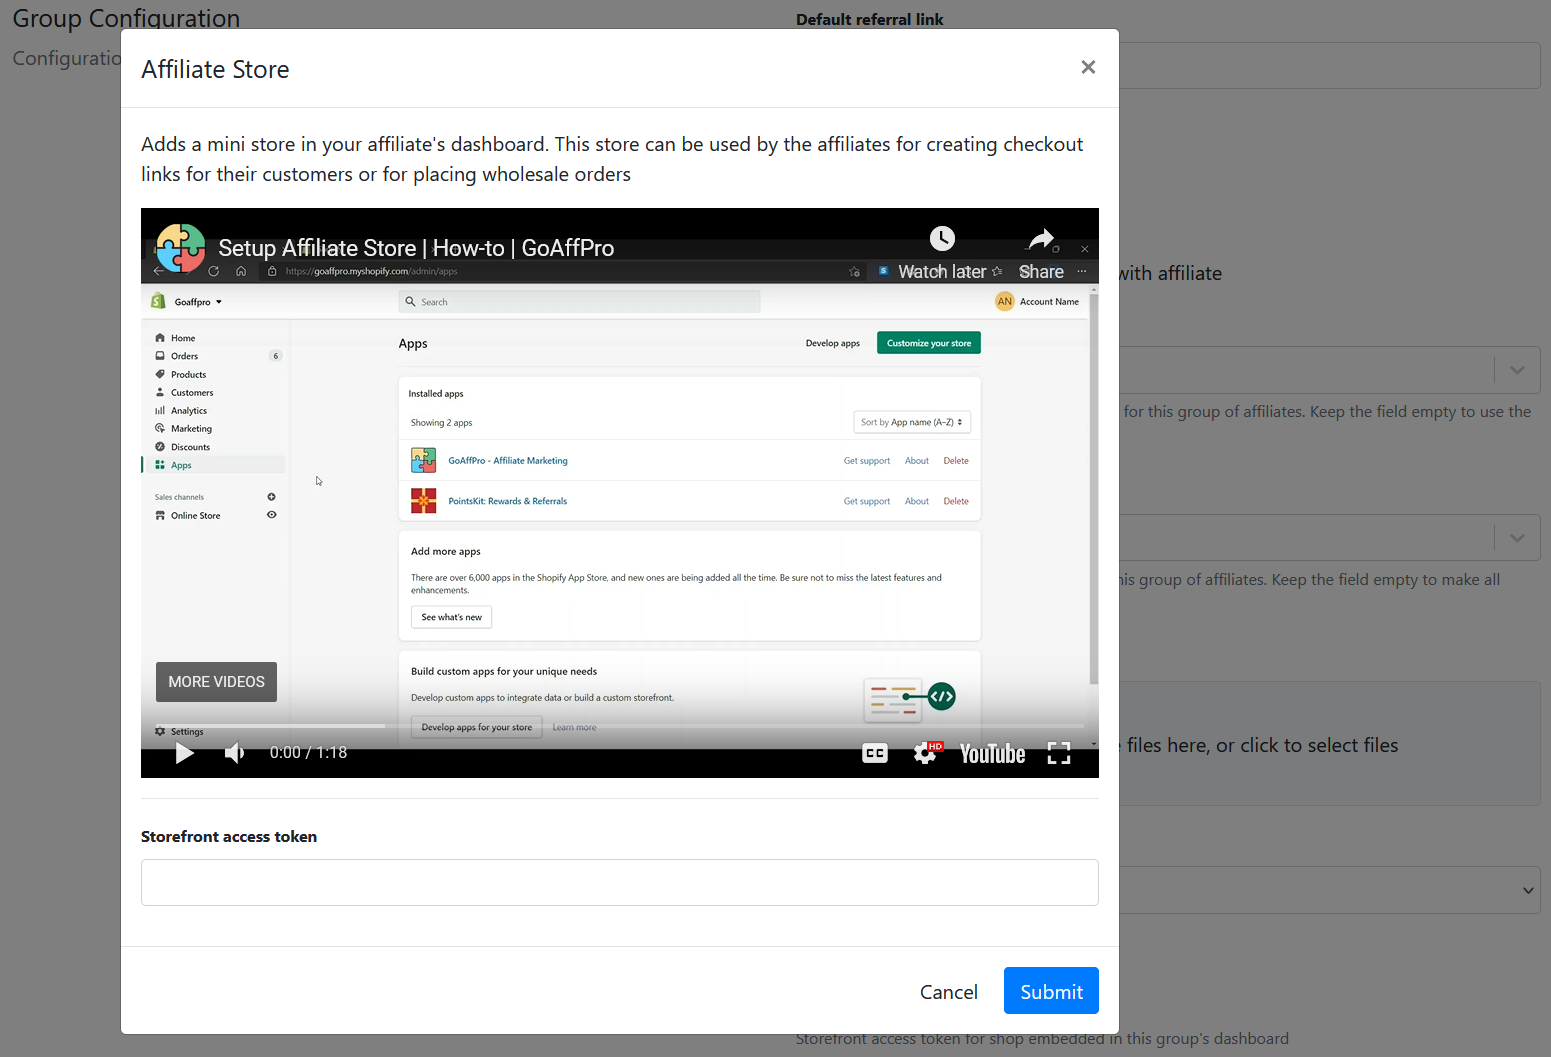 Group Configuration
Default referral link
Configuratio
Affiliate Store
×
Adds a mini store in your affiliate's dashboard. This store can be used by the affiliates for creating checkout
links for their customers or for placing wholesale orders
Setup Affiliate Store | How-to | GoAffPro
https://goaffpro.myshopify.com/admin/apps
Watch later
Share
Goaffpro
Search
AN Account Name
Home
Orders 6
Products
Customers
Analytics
Marketing
Discounts
Apps
Sales channels
Online Store
Settings
Apps
Develop apps
Customize your store
Installed apps
Showing 2 apps
Sort by App name (A–Z)
GoAffPro - Affiliate Marketing
Get support About Delete
PointsKit: Rewards & Referrals
Get support About Delete
Add more apps
There are over 6,000 apps in the Shopify App Store, and new ones are being added all the time. Be sure not to miss the latest features and
enhancements.
See what's new
Build custom apps for your unique needs
Develop custom apps to integrate data or build a custom storefront.
Develop apps for your store
Learn more
MORE VIDEOS
0:00 / 1:18
CC
HD
YouTube
with affiliate
for this group of affiliates. Keep the field empty to use the
his group of affiliates. Keep the field empty to make all
files here, or click to select files
Storefront access token
Cancel
Submit
Storefront access token for shop embedded in this group's dashboard